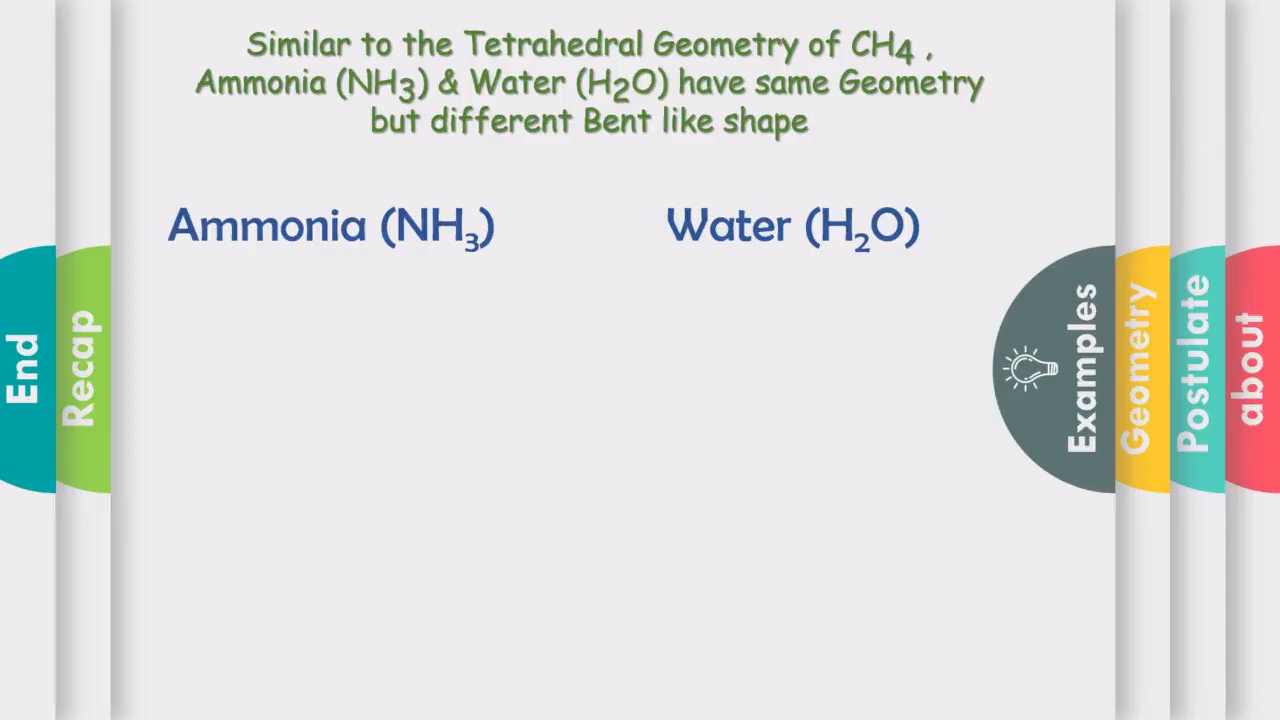 Similar to the Tetrahedral Geometry of CH4 ,
Ammonia (NH3) & Water (H2O) have same Geometry
but different Bent like shape
Ammonia (NH3)
Water (H2O)
End
Recap
Examples
Geometry
Postulate
about